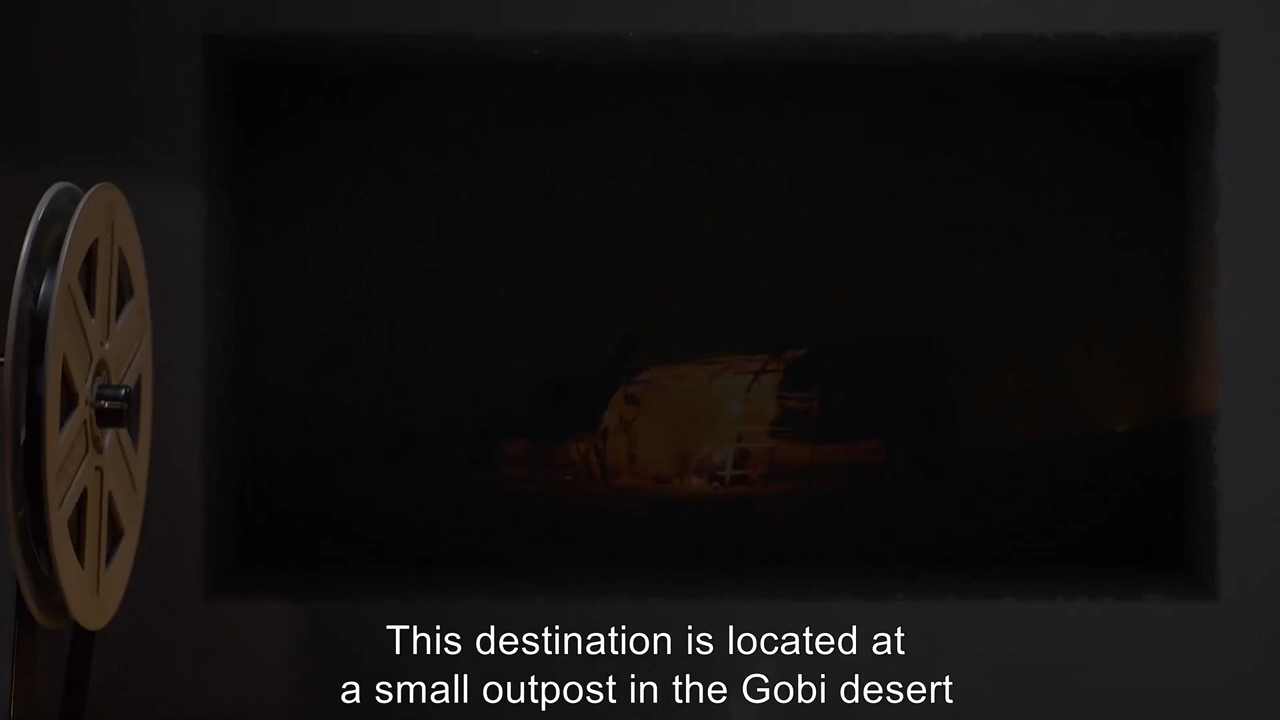 This destination is located at
a small outpost in the Gobi desert